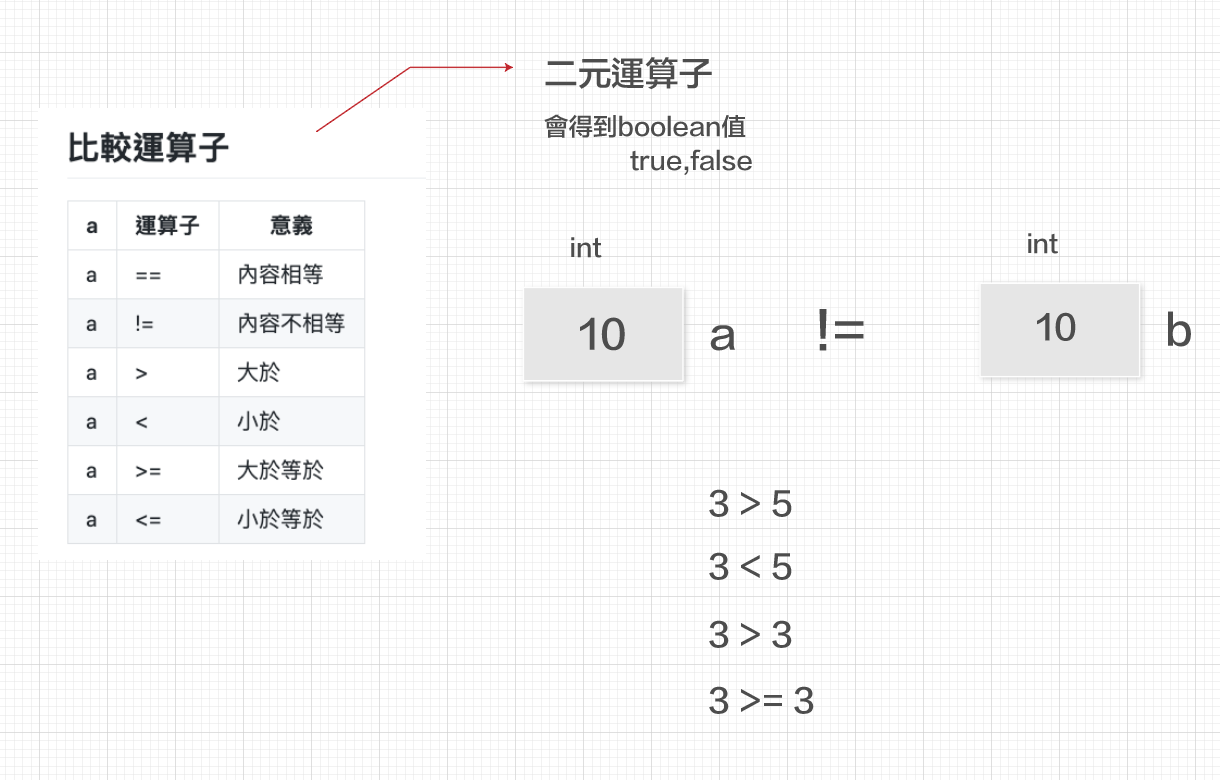 二元運算子
會得到boolean值
true,false
比較運算子
a 運算子 意義
a == 內容相等
a != 內容不相等
a > 大於
a < 小於
a >= 大於等於
a <= 小於等於
int int
10 a != 10 b
3 > 5
3 < 5
3 > 3
3 >= 3